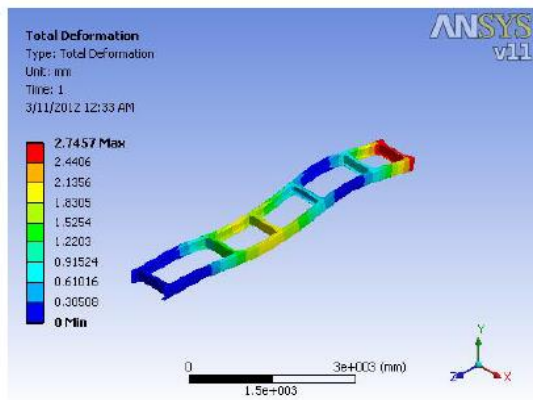 Total Deformation
Type: Total Deformation
Unit: mm
Time: 1
3/11/2012 12:33 AM
ANSYS
v11
2.7457 Max
2.4406
2.1356
1.8305
1.5254
1.2203
0.91524
0.61016
0.30508
0 Min
0
3e+003 (mm)
1.5e+003
Y
Z
X